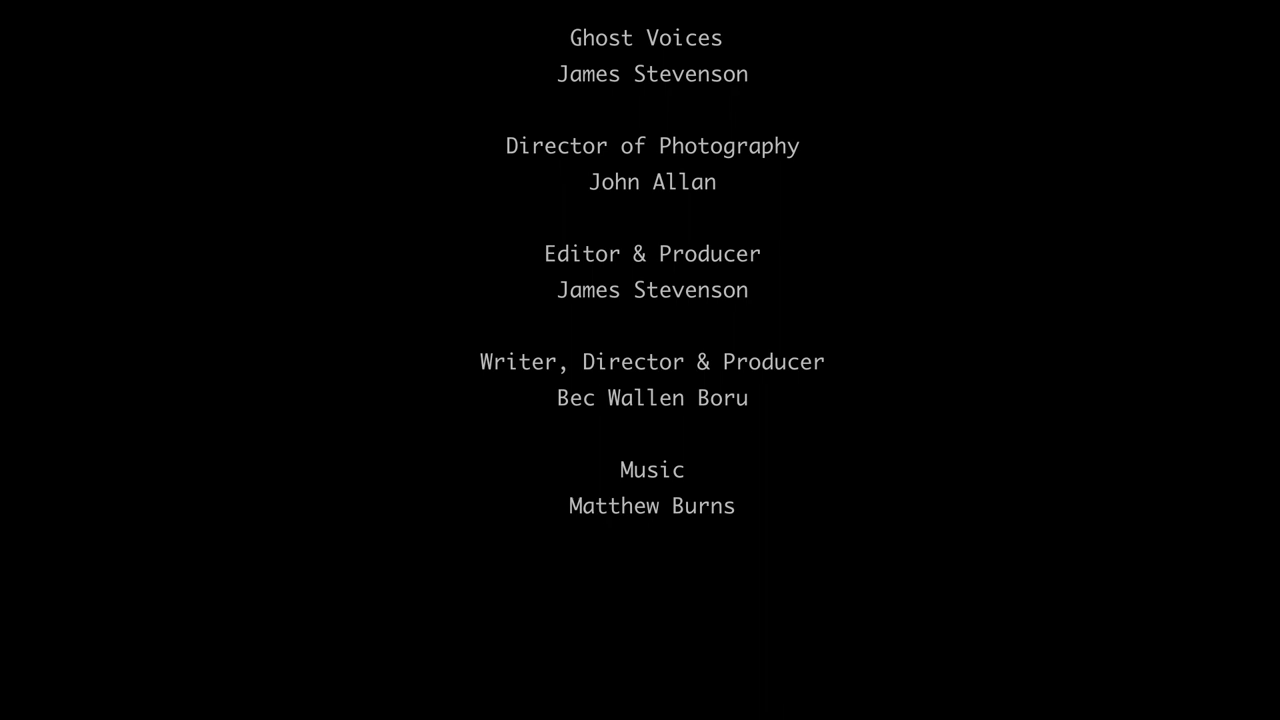 Ghost Voices
James Stevenson
Director of Photography
John Allan
Editor & Producer
James Stevenson
Writer, Director & Producer
Bec Wallen Boru
Music
Matthew Burns